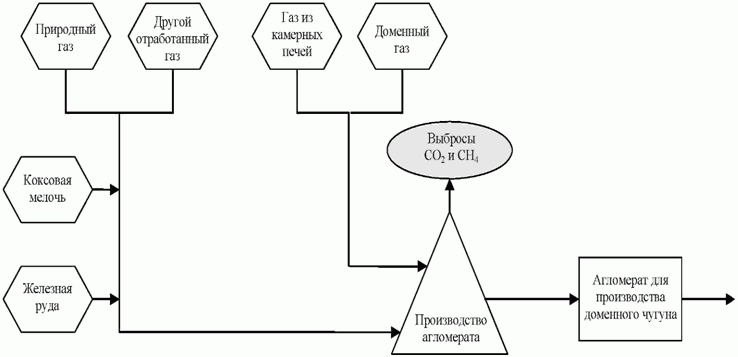 Природный
газ
Другой
отработанный
газ
Газ из
камерных
печей
Доменный
газ
Выбросы
CO₂ и CH₄
Коксовая
мелочь
Железная
руда
Производство
агломерата
Агломерат для
производства
доменного чугуна